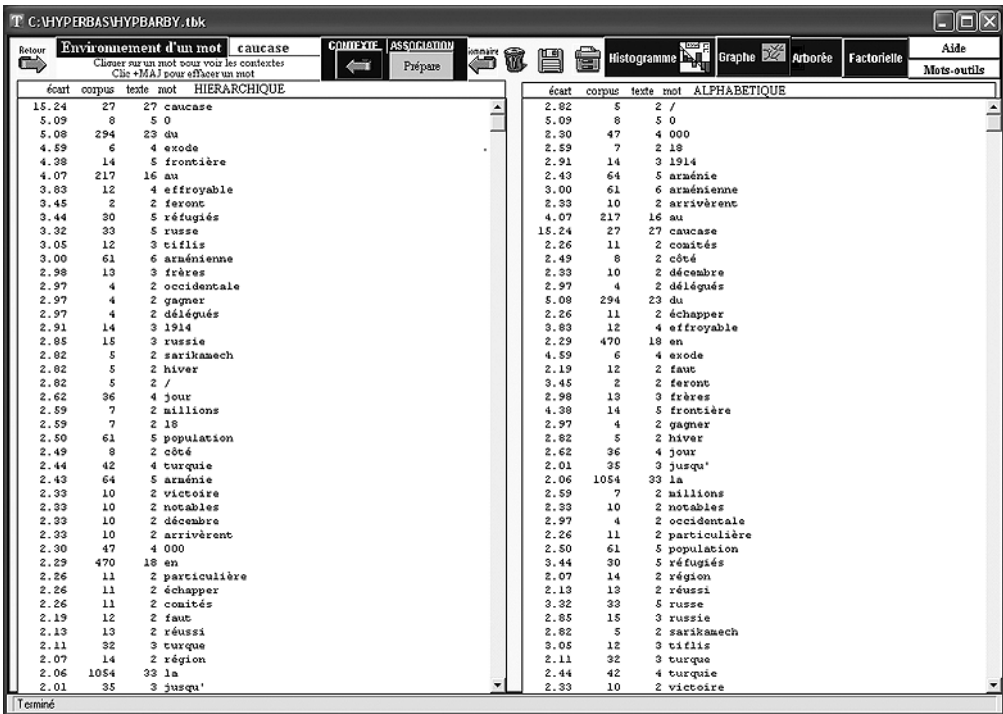 C:\HYPERBAS\HYPBARBY.tbk
Retour Environnement d'un mot caucase CONTEXTE ASSOCIATION Histogramme Graphe Arborée Factorielle Aide
Cliquer sur un mot pour voir les contextes Prépare
Clic +MAJ pour effacer un mot Mots-outils
écart corpus texte mot HIERARCHIQUE
15.24 27 27 caucase
5.09 8 5 0
5.08 294 23 du
4.59 6 4 exode
4.38 14 5 frontière
4.07 217 16 au
3.83 12 4 effroyable
3.45 2 2 feront
3.44 30 5 réfugiés
3.32 33 5 russe
3.05 12 3 tiflis
3.00 61 6 arménienne
2.98 13 3 frères
2.97 4 2 occidentale
2.97 4 2 gagner
2.97 4 2 délégués
2.91 14 3 1914
2.85 15 3 russie
2.82 5 2 sarikamech
2.82 5 2 hiver
2.82 5 2 /
2.62 36 4 jour
2.59 7 2 millions
2.59 7 2 18
2.50 61 5 population
2.49 8 2 côté
2.44 42 4 turquie
2.43 64 5 arménie
2.33 10 2 victoire
2.33 10 2 notables
2.33 10 2 décembre
2.33 10 2 arrivèrent
2.30 47 4 000
2.29 470 18 en
2.26 11 2 particulière
2.26 11 2 échapper
2.26 11 2 comités
2.19 12 2 faut
2.13 13 2 réussi
2.11 32 3 turque
2.07 14 2 région
2.06 1054 33 la
2.01 35 3 jusqu'
écart corpus texte mot ALPHABETIQUE
2.82 5 2 /
5.09 8 5 0
2.30 47 4 000
2.59 7 2 18
2.91 14 3 1914
2.43 64 5 arménie
3.00 61 6 arménienne
2.33 10 2 arrivèrent
4.07 217 16 au
15.24 27 27 caucase
2.26 11 2 comités
2.49 8 2 côté
2.33 10 2 décembre
2.97 4 2 délégués
5.08 294 23 du
2.26 11 2 échapper
3.83 12 4 effroyable
2.29 470 18 en
4.59 6 4 exode
2.19 12 2 faut
3.45 2 2 feront
2.98 13 3 frères
4.38 14 5 frontière
2.97 4 2 gagner
2.82 5 2 hiver
2.62 36 4 jour
2.01 35 3 jusqu'
2.06 1054 33 la
2.59 7 2 millions
2.33 10 2 notables
2.97 4 2 occidentale
2.26 11 2 particulière
2.50 61 5 population
3.44 30 5 réfugiés
2.07 14 2 région
2.13 13 2 réussi
3.32 33 5 russe
2.85 15 3 russie
2.82 5 2 sarikamech
3.05 12 3 tiflis
2.11 32 3 turque
2.44 42 4 turquie
2.33 10 2 victoire
Terminé